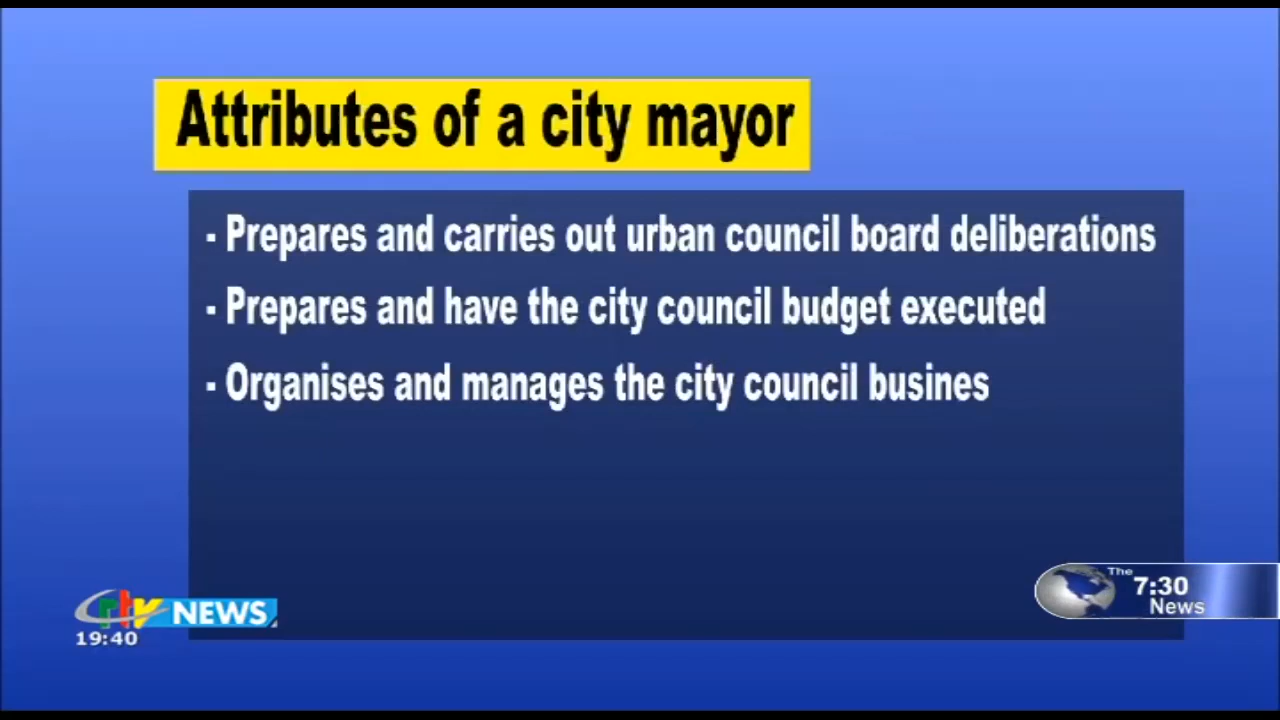 Attributes of a city mayor
- Prepares and carries out urban council board deliberations
- Prepares and have the city council budget executed
- Organises and manages the city council busines
The
7:30
News
crtv NEWS
19:40